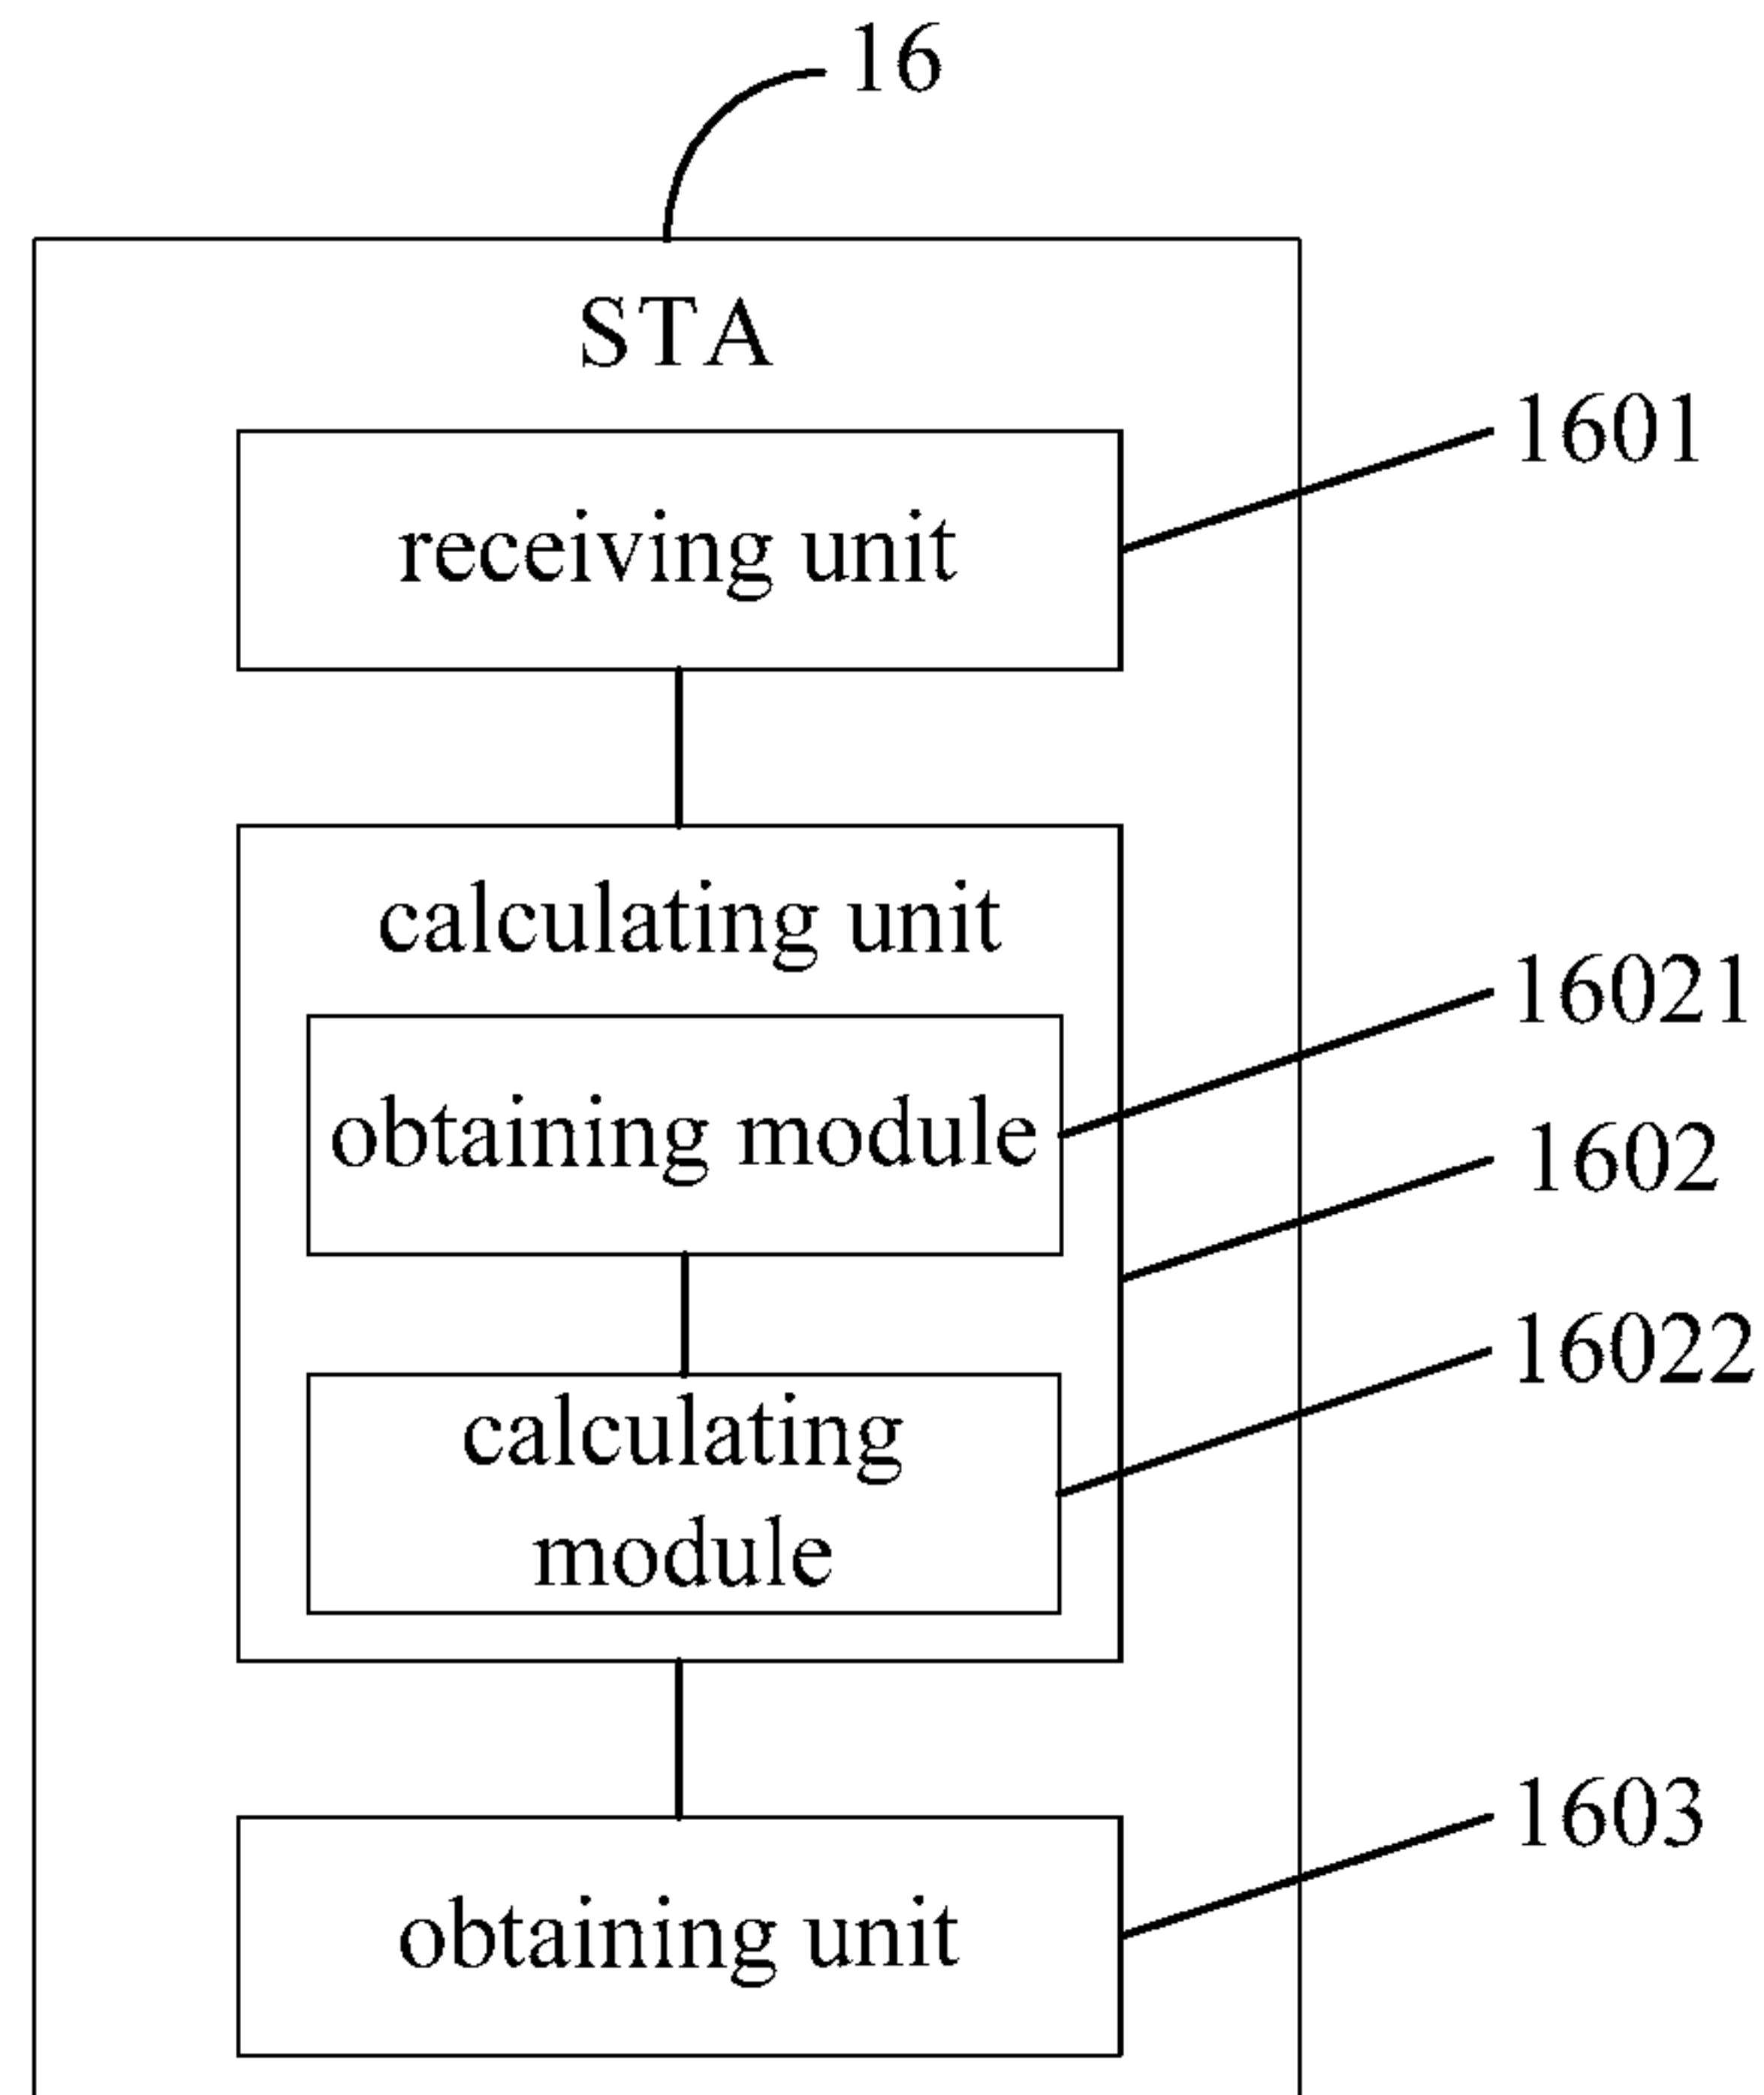 16
STA
1601
receiving unit
calculating unit
16021
obtaining module
1602
16022
calculating
module
1603
obtaining unit